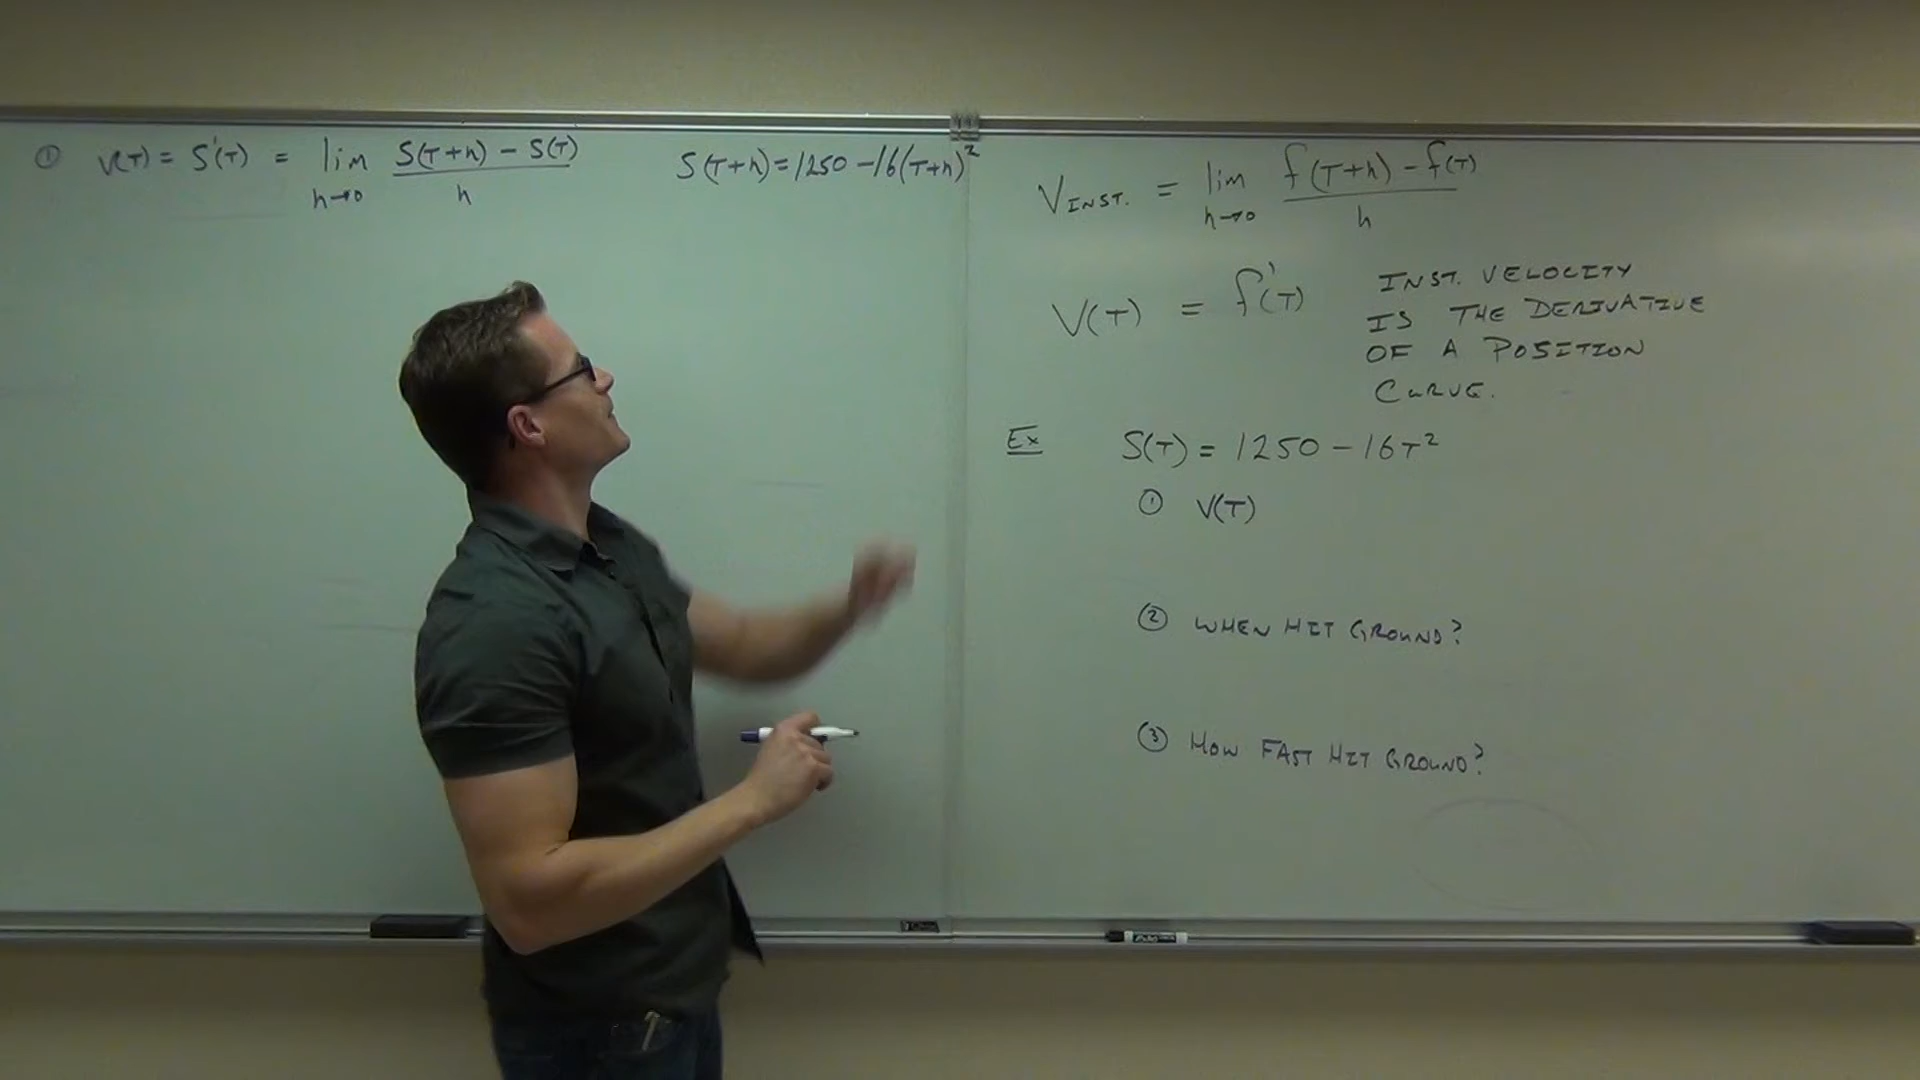 ① V(T) = S'(T) = lim h→0 S(T+h) - S(T) / h
S(T+h) = 1250 - 16(T+h)²
V INST. = lim h→0 f(T+h) - f(T) / h
V(T) = f'(T)
INST. VELOCITY
IS THE DERIVATIVE
OF A POSITION
CURVE.
Ex S(T) = 1250 - 16T²
① V(T)
② WHEN HIT GROUND?
③ HOW FAST HIT GROUND?